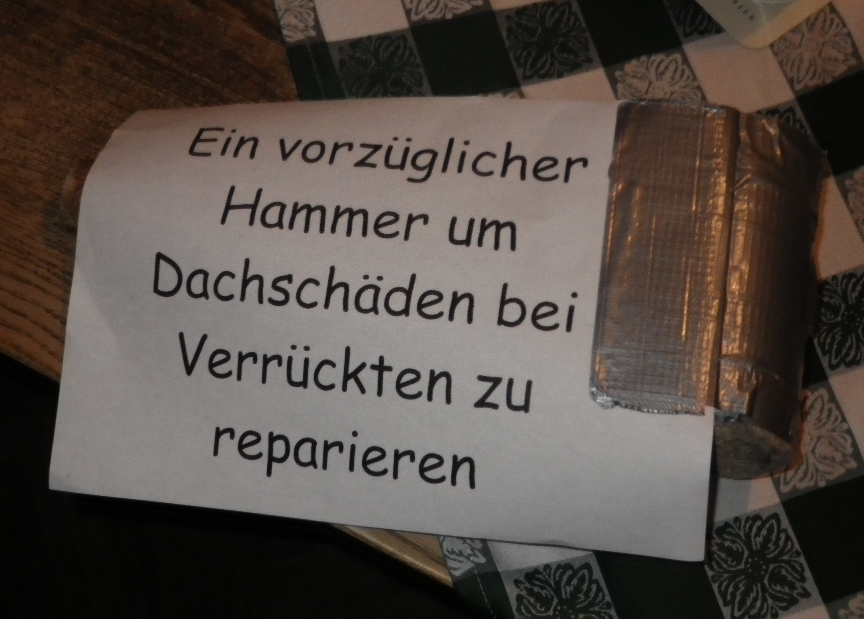 Ein vorzüglicher
Hammer um
Dachschäden bei
Verrückten zu
reparieren